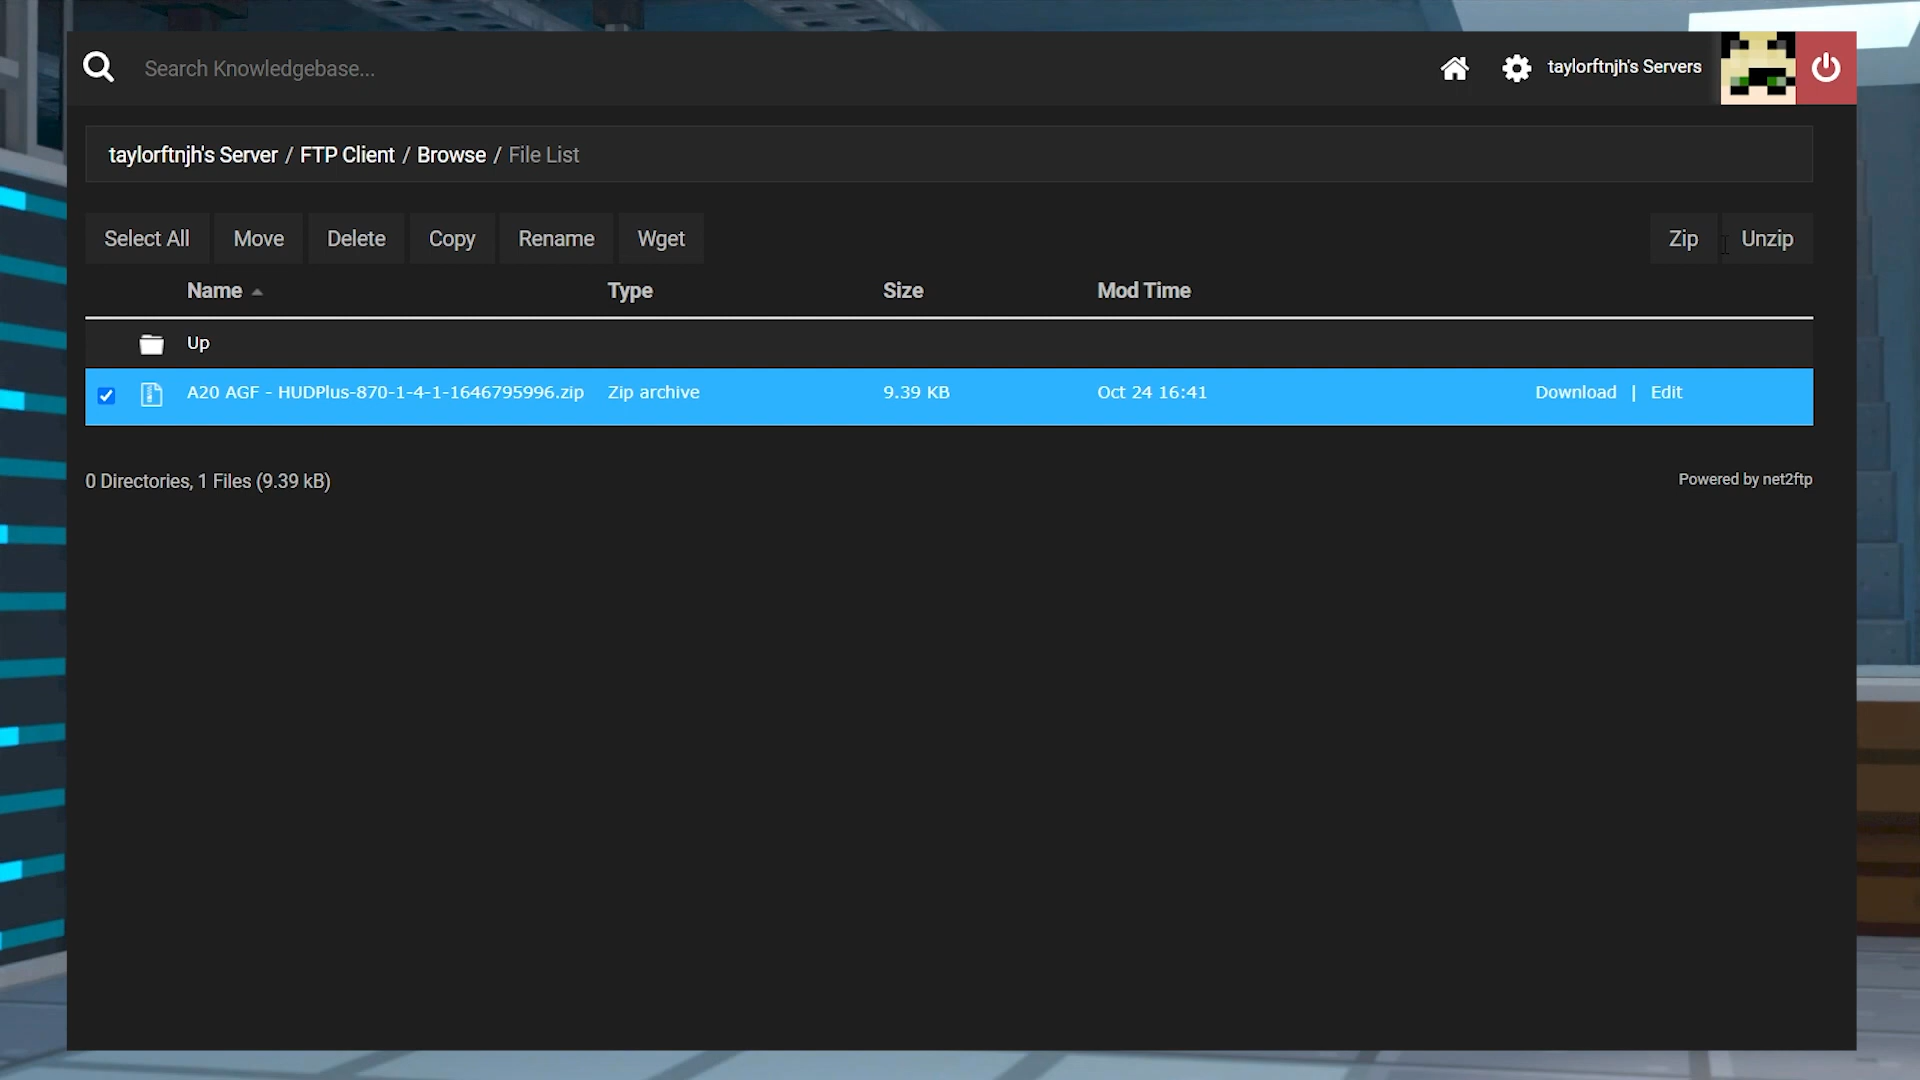 Search Knowledgebase...
taylorftnjh's Servers
taylorftnjh's Server / FTP Client / Browse / File List
Select All Move Delete Copy Rename Wget Zip Unzip
Name Type Size Mod Time
Up
A20 AGF - HUDPlus-870-1-4-1-1646795996.zip Zip archive 9.39 KB Oct 24 16:41 Download | Edit
0 Directories, 1 Files (9.39 kB)
Powered by net2ftp